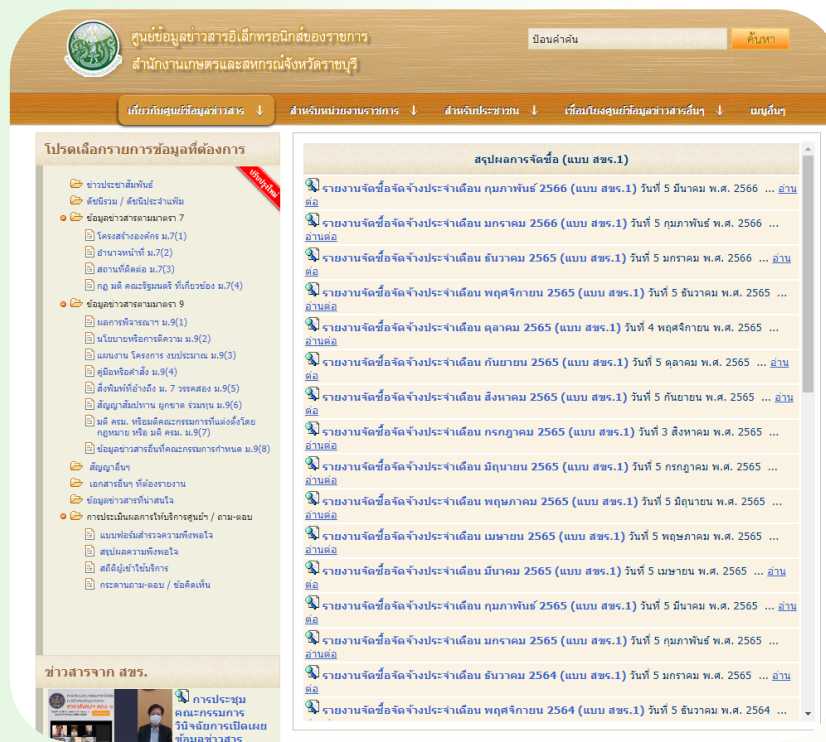 ศูนย์ข้อมูลข่าวสารอิเล็กทรอนิกส์ของราชการ
สำนักงานเกษตรและสหกรณ์จังหวัดราชบุรี
ป้อนคำค้น
ค้นหา
เกี่ยวกับศูนย์ข้อมูลข่าวสาร ↓
สำหรับหน่วยงานราชการ ↓
สำหรับประชาชน ↓
เชื่อมโยงศูนย์ข้อมูลข่าวสารอื่นๆ ↓
เมนูอื่นๆ
โปรดเลือกรายการข้อมูลที่ต้องการ
ปรับปรุงใหม่
ข่าวประชาสัมพันธ์
ดัชนีรวม / ดัชนีประจำแฟ้ม
ข้อมูลข่าวสารตามมาตรา 7
โครงสร้างองค์กร ม.7(1)
อำนาจหน้าที่ ม.7(2)
สถานที่ติดต่อ ม.7(3)
กฎ มติ คณะรัฐมนตรี ที่เกี่ยวข้อง ม.7(4)
ข้อมูลข่าวสารตามมาตรา 9
ผลการพิจารณาฯ ม.9(1)
นโยบายหรือการตีความ ม.9(2)
แผนงาน โครงการ งบประมาณ ม.9(3)
คู่มือหรือคำสั่ง ม.9(4)
สิ่งพิมพ์ที่อ้างถึง ม. 7 วรรคสอง ม.9(5)
สัญญาสัมปทาน ผูกขาด ร่วมทุน ม.9(6)
มติ ครม. หรือมติคณะกรรมการที่แต่งตั้งโดย
กฎหมาย หรือ มติ ครม. ม.9(7)
ข้อมูลข่าวสารอื่นที่คณะกรรมการกำหนด ม.9(8)
สัญญาอื่นๆ
เอกสารอื่นๆ ที่ต้องรายงาน
ข้อมูลข่าวสารที่น่าสนใจ
การประเมินผลการให้บริการศูนย์ฯ / ถาม-ตอบ
แบบฟอร์มสำรวจความพึงพอใจ
สรุปผลความพึงพอใจ
สถิติผู้เข้าใช้บริการ
กระดานถาม-ตอบ / ข้อคิดเห็น
ข่าวสารจาก สขร.
การประชุม
คณะกรรมการ
วินิจฉัยการเปิดเผย
ข้อมูลข่าวสาร
สรุปผลการจัดซื้อ (แบบ สขร.1)
รายงานจัดซื้อจัดจ้างประจำเดือน กุมภาพันธ์ 2566 (แบบ สขร.1) วันที่ 5 มีนาคม พ.ศ. 2566 ... อ่าน
ต่อ
รายงานจัดซื้อจัดจ้างประจำเดือน มกราคม 2566 (แบบ สขร.1) วันที่ 5 กุมภาพันธ์ พ.ศ. 2566 ...
อ่านต่อ
รายงานจัดซื้อจัดจ้างประจำเดือน ธันวาคม 2565 (แบบ สขร.1) วันที่ 5 มกราคม พ.ศ. 2566 ... อ่าน
ต่อ
รายงานจัดซื้อจัดจ้างประจำเดือน พฤศจิกายน 2565 (แบบ สขร.1) วันที่ 5 ธันวาคม พ.ศ. 2565 ...
อ่านต่อ
รายงานจัดซื้อจัดจ้างประจำเดือน ตุลาคม 2565 (แบบ สขร.1) วันที่ 4 พฤศจิกายน พ.ศ. 2565 ...
อ่านต่อ
รายงานจัดซื้อจัดจ้างประจำเดือน กันยายน 2565 (แบบ สขร.1) วันที่ 5 ตุลาคม พ.ศ. 2565 ... อ่าน
ต่อ
รายงานจัดซื้อจัดจ้างประจำเดือน สิงหาคม 2565 (แบบ สขร.1) วันที่ 5 กันยายน พ.ศ. 2565 ... อ่าน
ต่อ
รายงานจัดซื้อจัดจ้างประจำเดือน กรกฎาคม 2565 (แบบ สขร.1) วันที่ 3 สิงหาคม พ.ศ. 2565 ...
อ่านต่อ
รายงานจัดซื้อจัดจ้างประจำเดือน มิถุนายน 2565 (แบบ สขร.1) วันที่ 5 กรกฎาคม พ.ศ. 2565 ...
อ่านต่อ
รายงานจัดซื้อจัดจ้างประจำเดือน พฤษภาคม 2565 (แบบ สขร.1) วันที่ 5 มิถุนายน พ.ศ. 2565 ...
อ่านต่อ
รายงานจัดซื้อจัดจ้างประจำเดือน เมษายน 2565 (แบบ สขร.1) วันที่ 5 พฤษภาคม พ.ศ. 2565 ...
อ่านต่อ
รายงานจัดซื้อจัดจ้างประจำเดือน มีนาคม 2565 (แบบ สขร.1) วันที่ 5 เมษายน พ.ศ. 2565 ... อ่าน
ต่อ
รายงานจัดซื้อจัดจ้างประจำเดือน กุมภาพันธ์ 2565 (แบบ สขร.1) วันที่ 5 มีนาคม พ.ศ. 2565 ... อ่าน
ต่อ
รายงานจัดซื้อจัดจ้างประจำเดือน มกราคม 2565 (แบบ สขร.1) วันที่ 5 กุมภาพันธ์ พ.ศ. 2565 ...
อ่านต่อ
รายงานจัดซื้อจัดจ้างประจำเดือน ธันวาคม 2564 (แบบ สขร.1) วันที่ 5 มกราคม พ.ศ. 2565 ... อ่าน
ต่อ
รายงานจัดซื้อจัดจ้างประจำเดือน พฤศจิกายน 2564 (แบบ สขร.1) วันที่ 5 ธันวาคม พ.ศ. 2564 ...